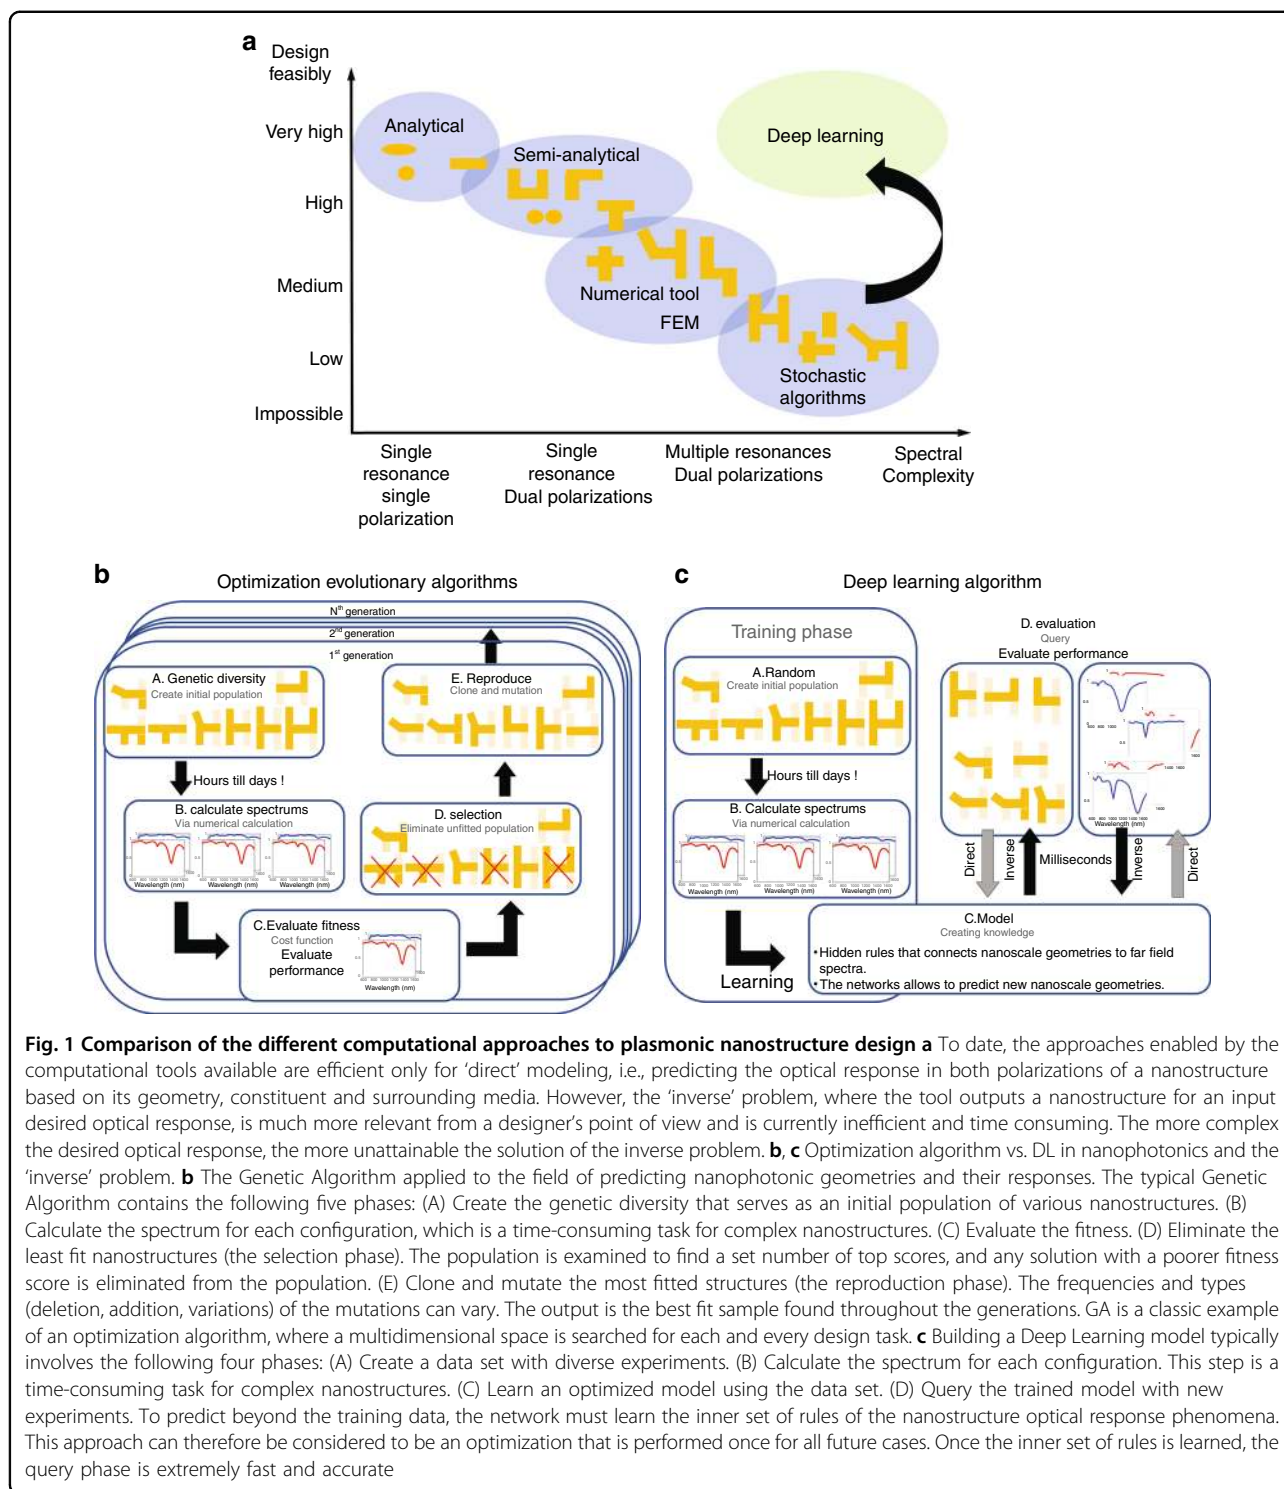 a
Design
feasibly
Very high
High
Medium
Low
Impossible
Analytical
Semi-analytical
Numerical tool
FEM
Stochastic
algorithms
Deep learning
Single
resonance
single
polarization
Single
resonance
Dual polarizations
Multiple resonances
Dual polarizations
Spectral
Complexity
b
Optimization evolutionary algorithms
Nth generation
2nd generation
1st generation
A. Genetic diversity
Create initial population
Hours till days !
B. calculate spectrums
Via numerical calculation
Wavelength (nm)
Wavelength (nm)
Wavelength (nm)
C.Evaluate fitness
Cost function
Evaluate
performance
Wavelength (nm)
D. selection
Eliminate unfitted population
E. Reproduce
Clone and mutation
c
Deep learning algorithm
Training phase
A.Random
Create initial population
Hours till days !
B. Calculate spectrums
Via numerical calculation
Wavelength (nm)
Wavelength (nm)
Wavelength (nm)
Learning
D. evaluation
Query
Evaluate performance
Wavelength (nm)
Direct
Inverse
Milliseconds
Inverse
Direct
C.Model
Creating knowledge
• Hidden rules that connects nanoscale geometries to far field
spectra.
• The networks allows to predict new nanoscale geometries.
Fig. 1 Comparison of the different computational approaches to plasmonic nanostructure design a To date, the approaches enabled by the
computational tools available are efficient only for ‘direct’ modeling, i.e., predicting the optical response in both polarizations of a nanostructure
based on its geometry, constituent and surrounding media. However, the ‘inverse’ problem, where the tool outputs a nanostructure for an input
desired optical response, is much more relevant from a designer’s point of view and is currently inefficient and time consuming. The more complex
the desired optical response, the more unattainable the solution of the inverse problem. b, c Optimization algorithm vs. DL in nanophotonics and the
‘inverse’ problem. b The Genetic Algorithm applied to the field of predicting nanophotonic geometries and their responses. The typical Genetic
Algorithm contains the following five phases: (A) Create the genetic diversity that serves as an initial population of various nanostructures. (B)
Calculate the spectrum for each configuration, which is a time-consuming task for complex nanostructures. (C) Evaluate the fitness. (D) Eliminate the
least fit nanostructures (the selection phase). The population is examined to find a set number of top scores, and any solution with a poorer fitness
score is eliminated from the population. (E) Clone and mutate the most fitted structures (the reproduction phase). The frequencies and types
(deletion, addition, variations) of the mutations can vary. The output is the best fit sample found throughout the generations. GA is a classic example
of an optimization algorithm, where a multidimensional space is searched for each and every design task. c Building a Deep Learning model typically
involves the following four phases: (A) Create a data set with diverse experiments. (B) Calculate the spectrum for each configuration. This step is a
time-consuming task for complex nanostructures. (C) Learn an optimized model using the data set. (D) Query the trained model with new
experiments. To predict beyond the training data, the network must learn the inner set of rules of the nanostructure optical response phenomena.
This approach can therefore be considered to be an optimization that is performed once for all future cases. Once the inner set of rules is learned, the
query phase is extremely fast and accurate